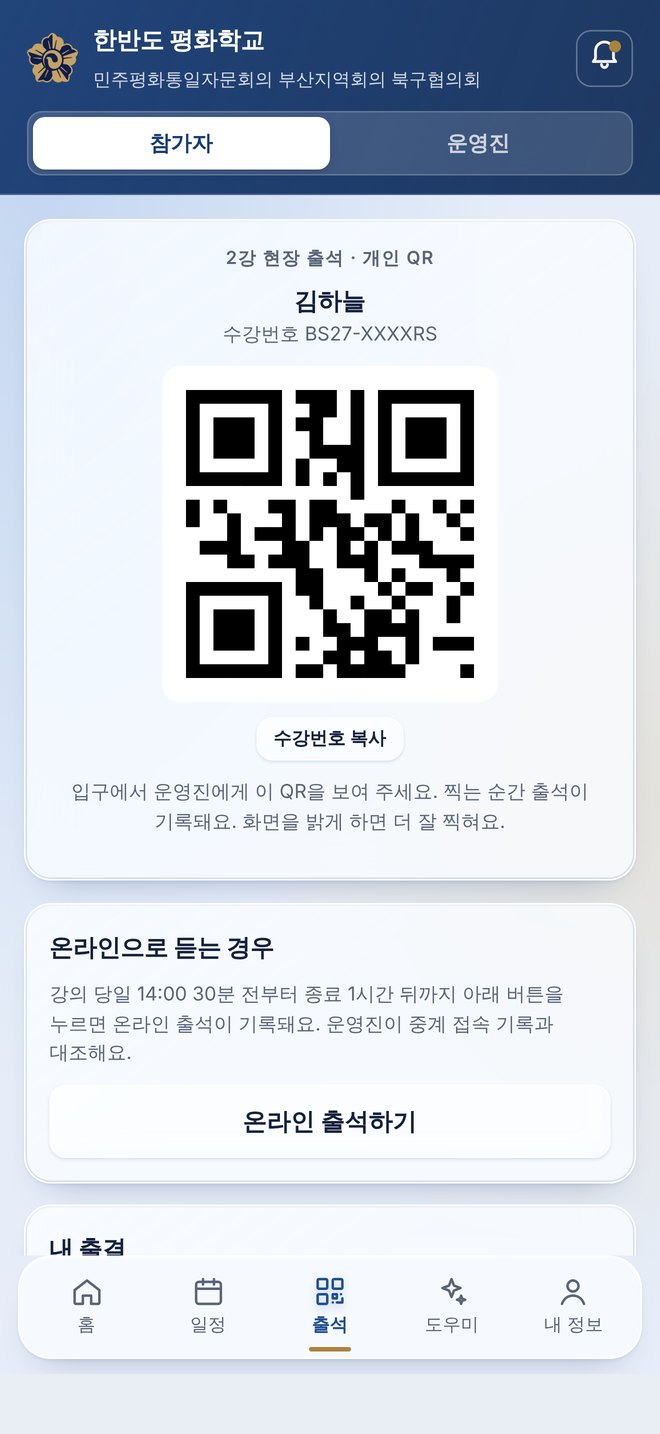 한반도 평화학교
민주평화통일자문회의 부산지역회의 북구협의회
참가자
운영진
2강 현장 출석 · 개인 QR
김하늘
수강번호 BS27-XXXXRS
수강번호 복사
입구에서 운영진에게 이 QR을 보여 주세요. 찍는 순간 출석이
기록돼요. 화면을 밝게 하면 더 잘 찍혀요.
온라인으로 듣는 경우
강의 당일 14:00 30분 전부터 종료 1시간 뒤까지 아래 버튼을
누르면 온라인 출석이 기록돼요. 운영진이 중계 접속 기록과
대조해요.
온라인 출석하기
내 출결
홈
일정
출석
도우미
내 정보